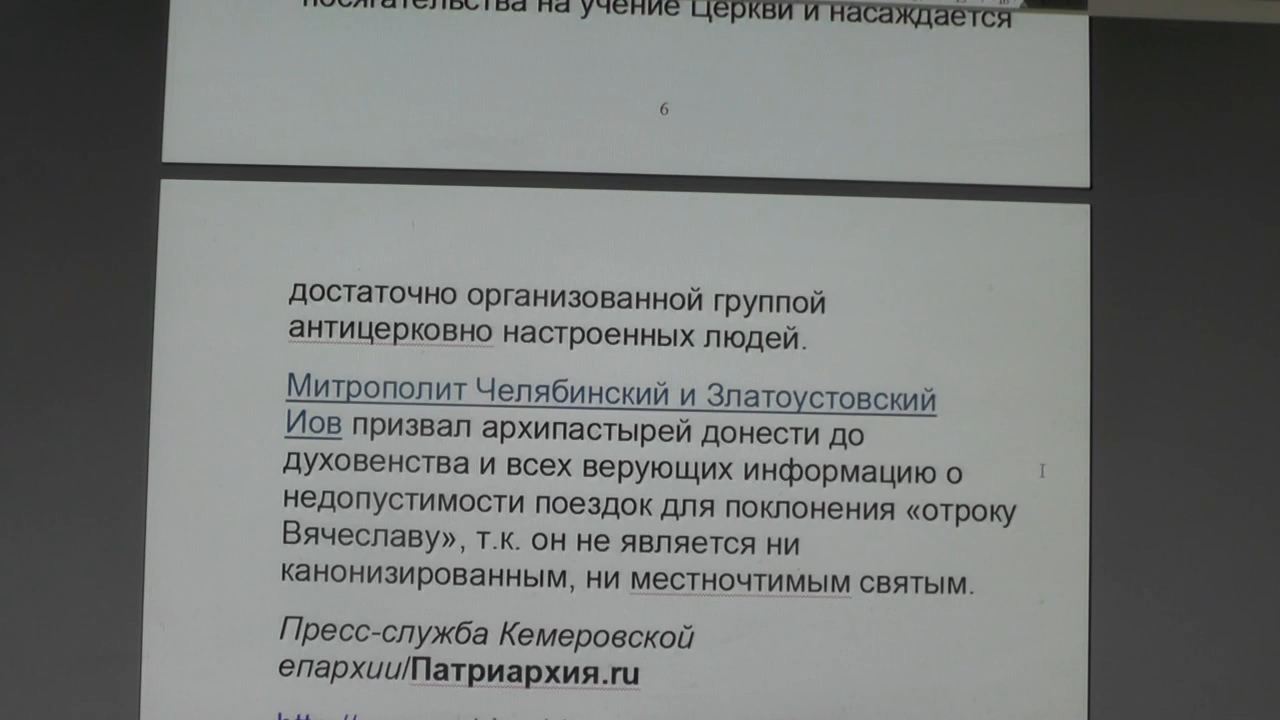 посягательства на учение Церкви и насаждается
6
достаточно организованной группой
антицерковно настроенных людей.
Митрополит Челябинский и Златоустовский
Иов призвал архипастырей донести до
духовенства и всех верующих информацию о
недопустимости поездок для поклонения «отроку
Вячеславу», т.к. он не является ни
канонизированным, ни местночтимым святым.
Пресс-служба Кемеровской
епархии/Патриархия.ru